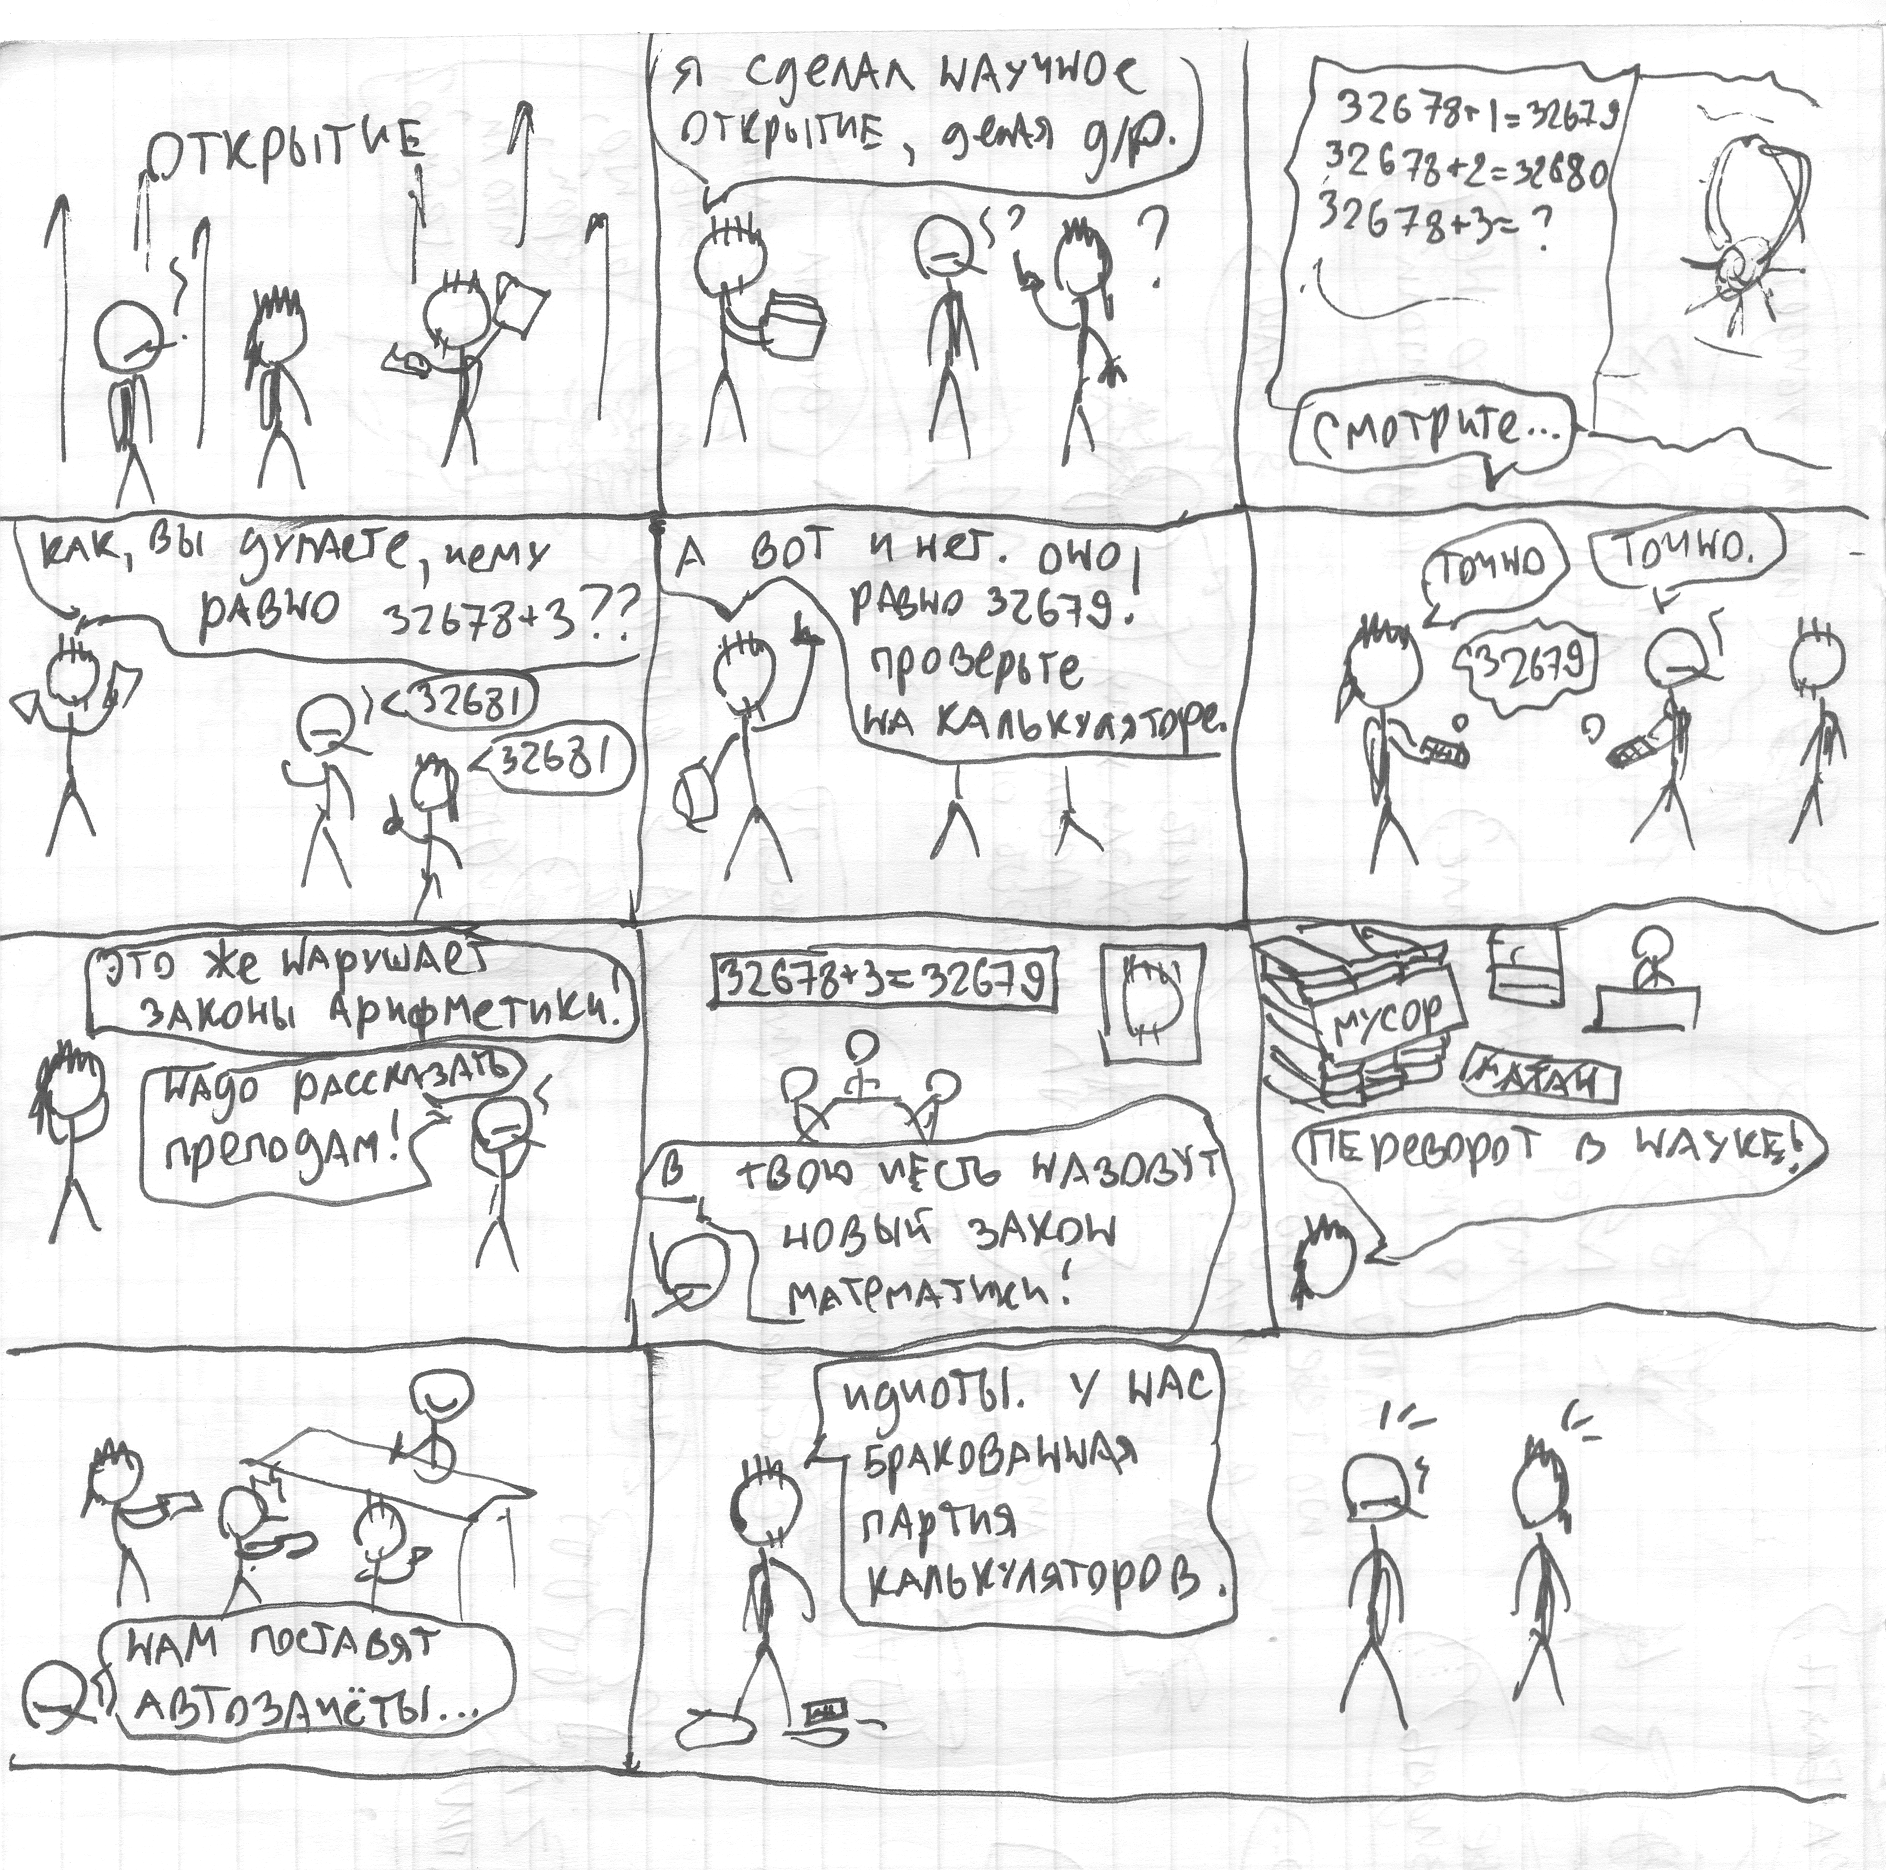 ОТКРЫТИЕ
Я СДЕЛАЛ НАУЧНОЕ
ОТКРЫТИЕ, ДЕЛАЯ Д/Р.
?
?
32678+1=32679
32678+2=32680
32678+3=?
СМОТРИТЕ...
КАК, ВЫ ДУМАЕТЕ, ЧЕМУ
РАВНО 32678+3??
32681
32681
А ВОТ И НЕТ. ОНО
РАВНО 32679!
ПРОВЕРЬТЕ
НА КАЛЬКУЛЯТОРЕ.
ТОЧНО
ТОЧНО.
32679
ЭТО ЖЕ НАРУШАЕТ
ЗАКОНЫ АРИФМЕТИКИ!
НАДО РАССКАЗАТЬ
ПРЕПОДАМ!
32678+3=32679
В ТВОЮ ЧЕСТЬ НАЗОВУТ
НОВЫЙ ЗАКОН
МАТЕМАТИКИ!
МУСОР
МАТАН
ПЕРЕВОРОТ В НАУКЕ!
НАМ ПОСТАВЯТ
АВТОЗАЧЁТЫ...
ИДИОТЫ. У НАС
БРАКОВАННАЯ
ПАРТИЯ
КАЛЬКУЛЯТОРОВ.